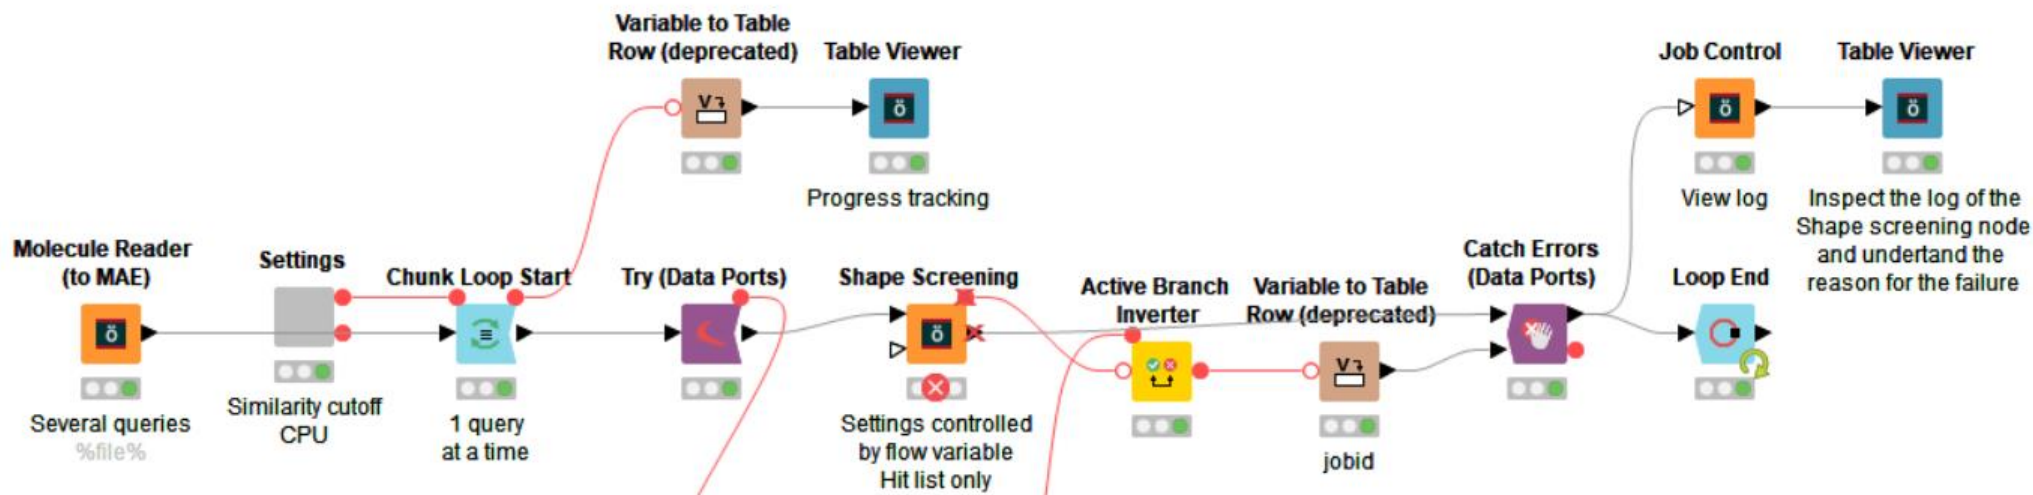 Variable to Table
Row (deprecated)
Table Viewer
Progress tracking
Job Control
View log
Table Viewer
Inspect the log of the
Shape screening node
and undertand the
reason for the failure
Molecule Reader
(to MAE)
Several queries
%file%
Settings
Similarity cutoff
CPU
Chunk Loop Start
1 query
at a time
Try (Data Ports)
Shape Screening
Settings controlled
by flow variable
Hit list only
Active Branch
Inverter
Variable to Table
Row (deprecated)
jobid
Catch Errors
(Data Ports)
Loop End